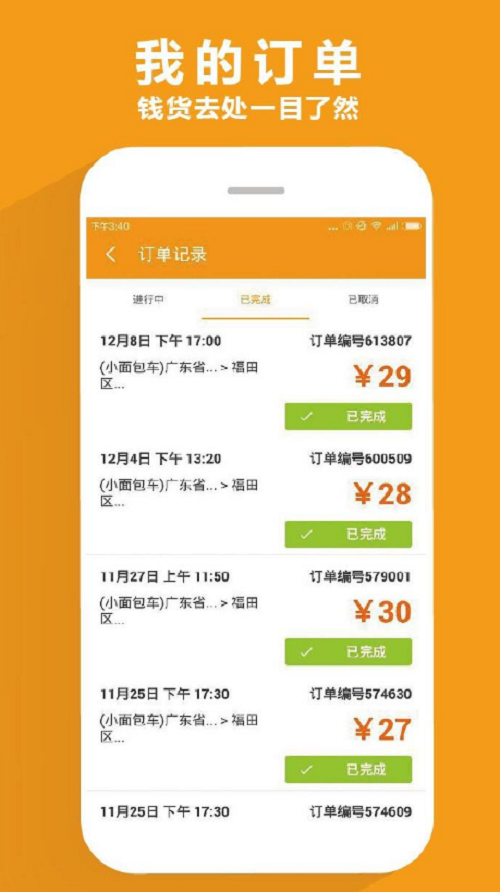 我的订单
钱货去处一目了然
下午3:40
订单记录
进行中 已完成 已取消
12月8日 下午 17:00 订单编号613807
(小面包车)广东省...>福田
区...
￥29
已完成
12月4日 下午 13:20 订单编号600509
(小面包车)广东省...>福田
区...
￥28
已完成
11月27日 上午 11:50 订单编号579001
(小面包车)广东省...>福田
区...
￥30
已完成
11月25日 下午 17:30 订单编号574630
(小面包车)广东省...>福田
区...
￥27
已完成
11月25日 下午 17:30 订单编号574609